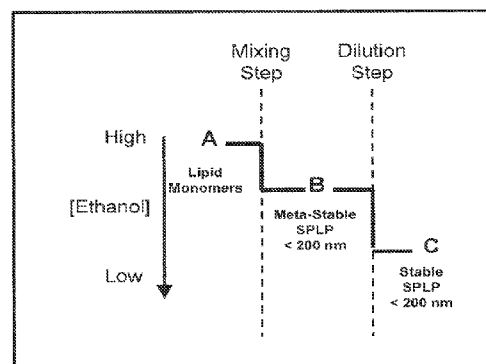 Mixing
Step
Dilution
Step
High
A
Lipid
Monomers
[Ethanol]
B
Meta-Stable
SPLP
< 200 nm
C
Low
Stable
SPLP
< 200 nm